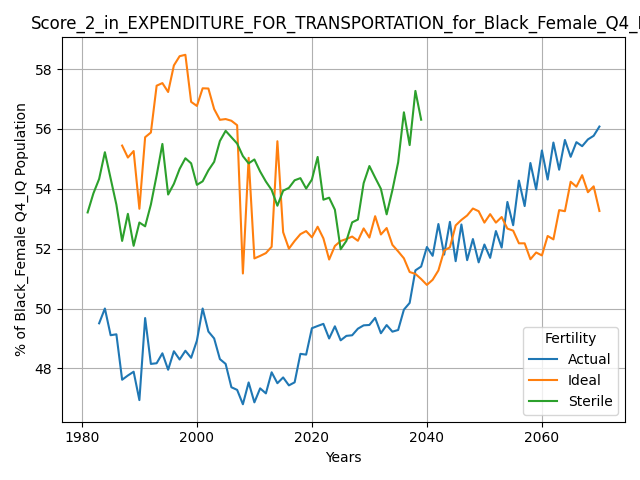 Score_2_in_EXPENDITURE_FOR_TRANSPORTATION_for_Black_Female_Q4_
% of Black_Female Q4_IQ Population
58
56
54
52
50
48
1980
2000
2020
2040
2060
Years
Fertility
Actual
Ideal
Sterile